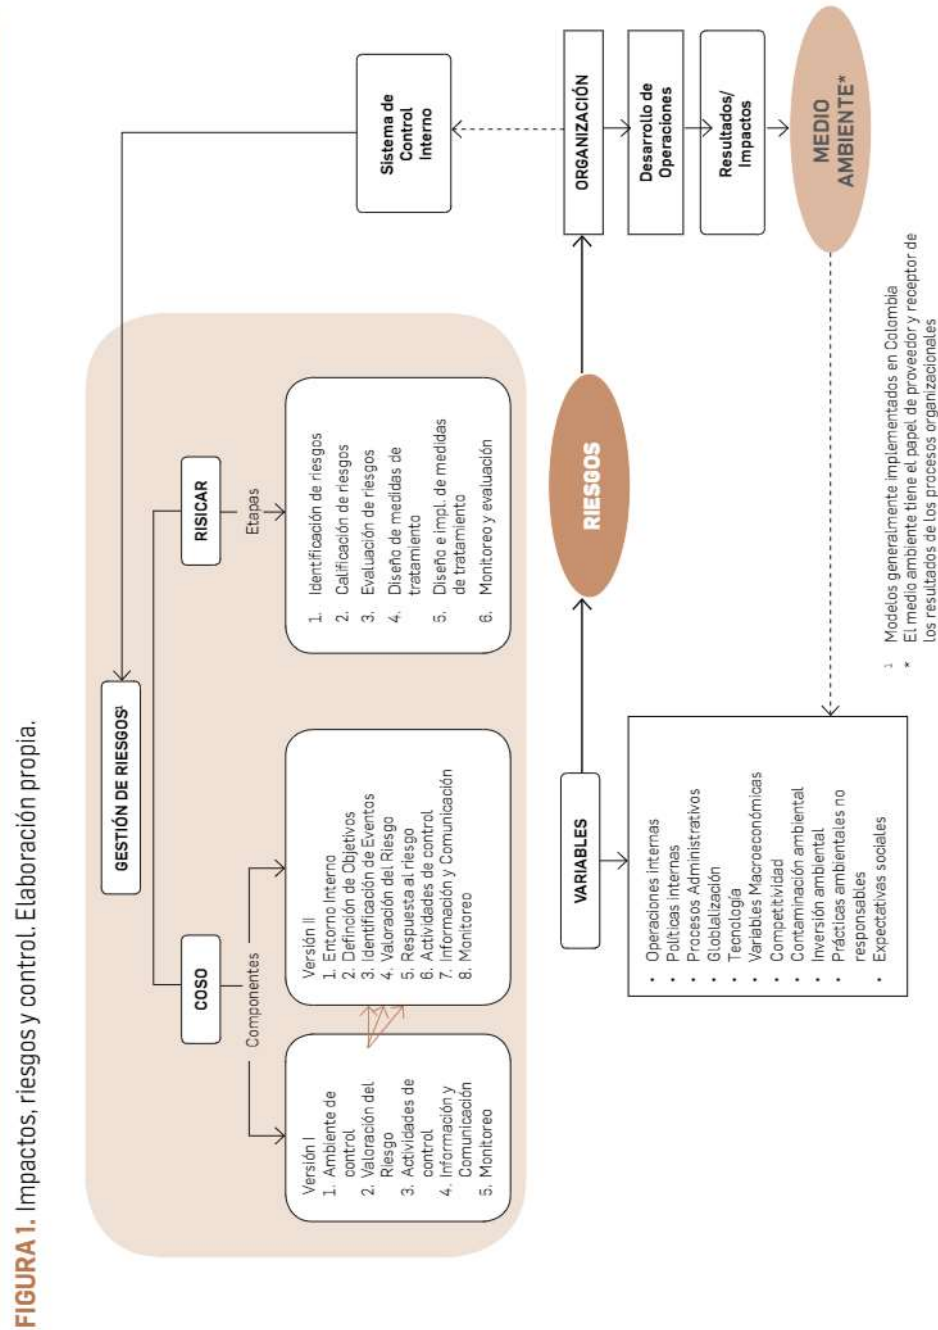 FIGURA 1. Impactos, riesgos y control. Elaboración propia.
GESTIÓN DE RIESGOS¹
COSO
RISICAR
Componentes
Etapas
Versión I
1. Ambiente de
control
2. Valoración del
Riesgo
3. Actividades de
control
4. Información y
Comunicación
5. Monitoreo
Versión II
1. Entorno Interno
2. Definción de Objetivos
3. Identificación de Eventos
4. Valoración del Riesgo
5. Respuesta al riesgo
6. Actividades de control
7. Información y Comunicación
8. Monitoreo
1. Identificación de riesgos
2. Calificación de riesgos
3. Evaluación de riesgos
4. Diseño de medidas de
tratamiento
5. Diseño e impl. de medidas
de tratamiento
6. Monitoreo y evaluación
Sistema de
Control
Interno
VARIABLES
RIESGOS
ORGANIZACIÓN
Desarrollo de
Operaciones
Resultados/
Impactos
MEDIO
AMBIENTE*
• Operaciones internas
• Políticas internas
• Procesos Administrativos
• Globlalización
• Tecnología
• Variables Macroeconómicas
• Competitividad
• Contaminación ambiental
• Inversión ambiental
• Prácticas ambientales no
responsables
• Expectativas sociales
1 Modelos generalmente implementados en Colombia
* El medio ambiente tiene el papel de proveedor y receptor de
los resultados de los procesos organizacionales